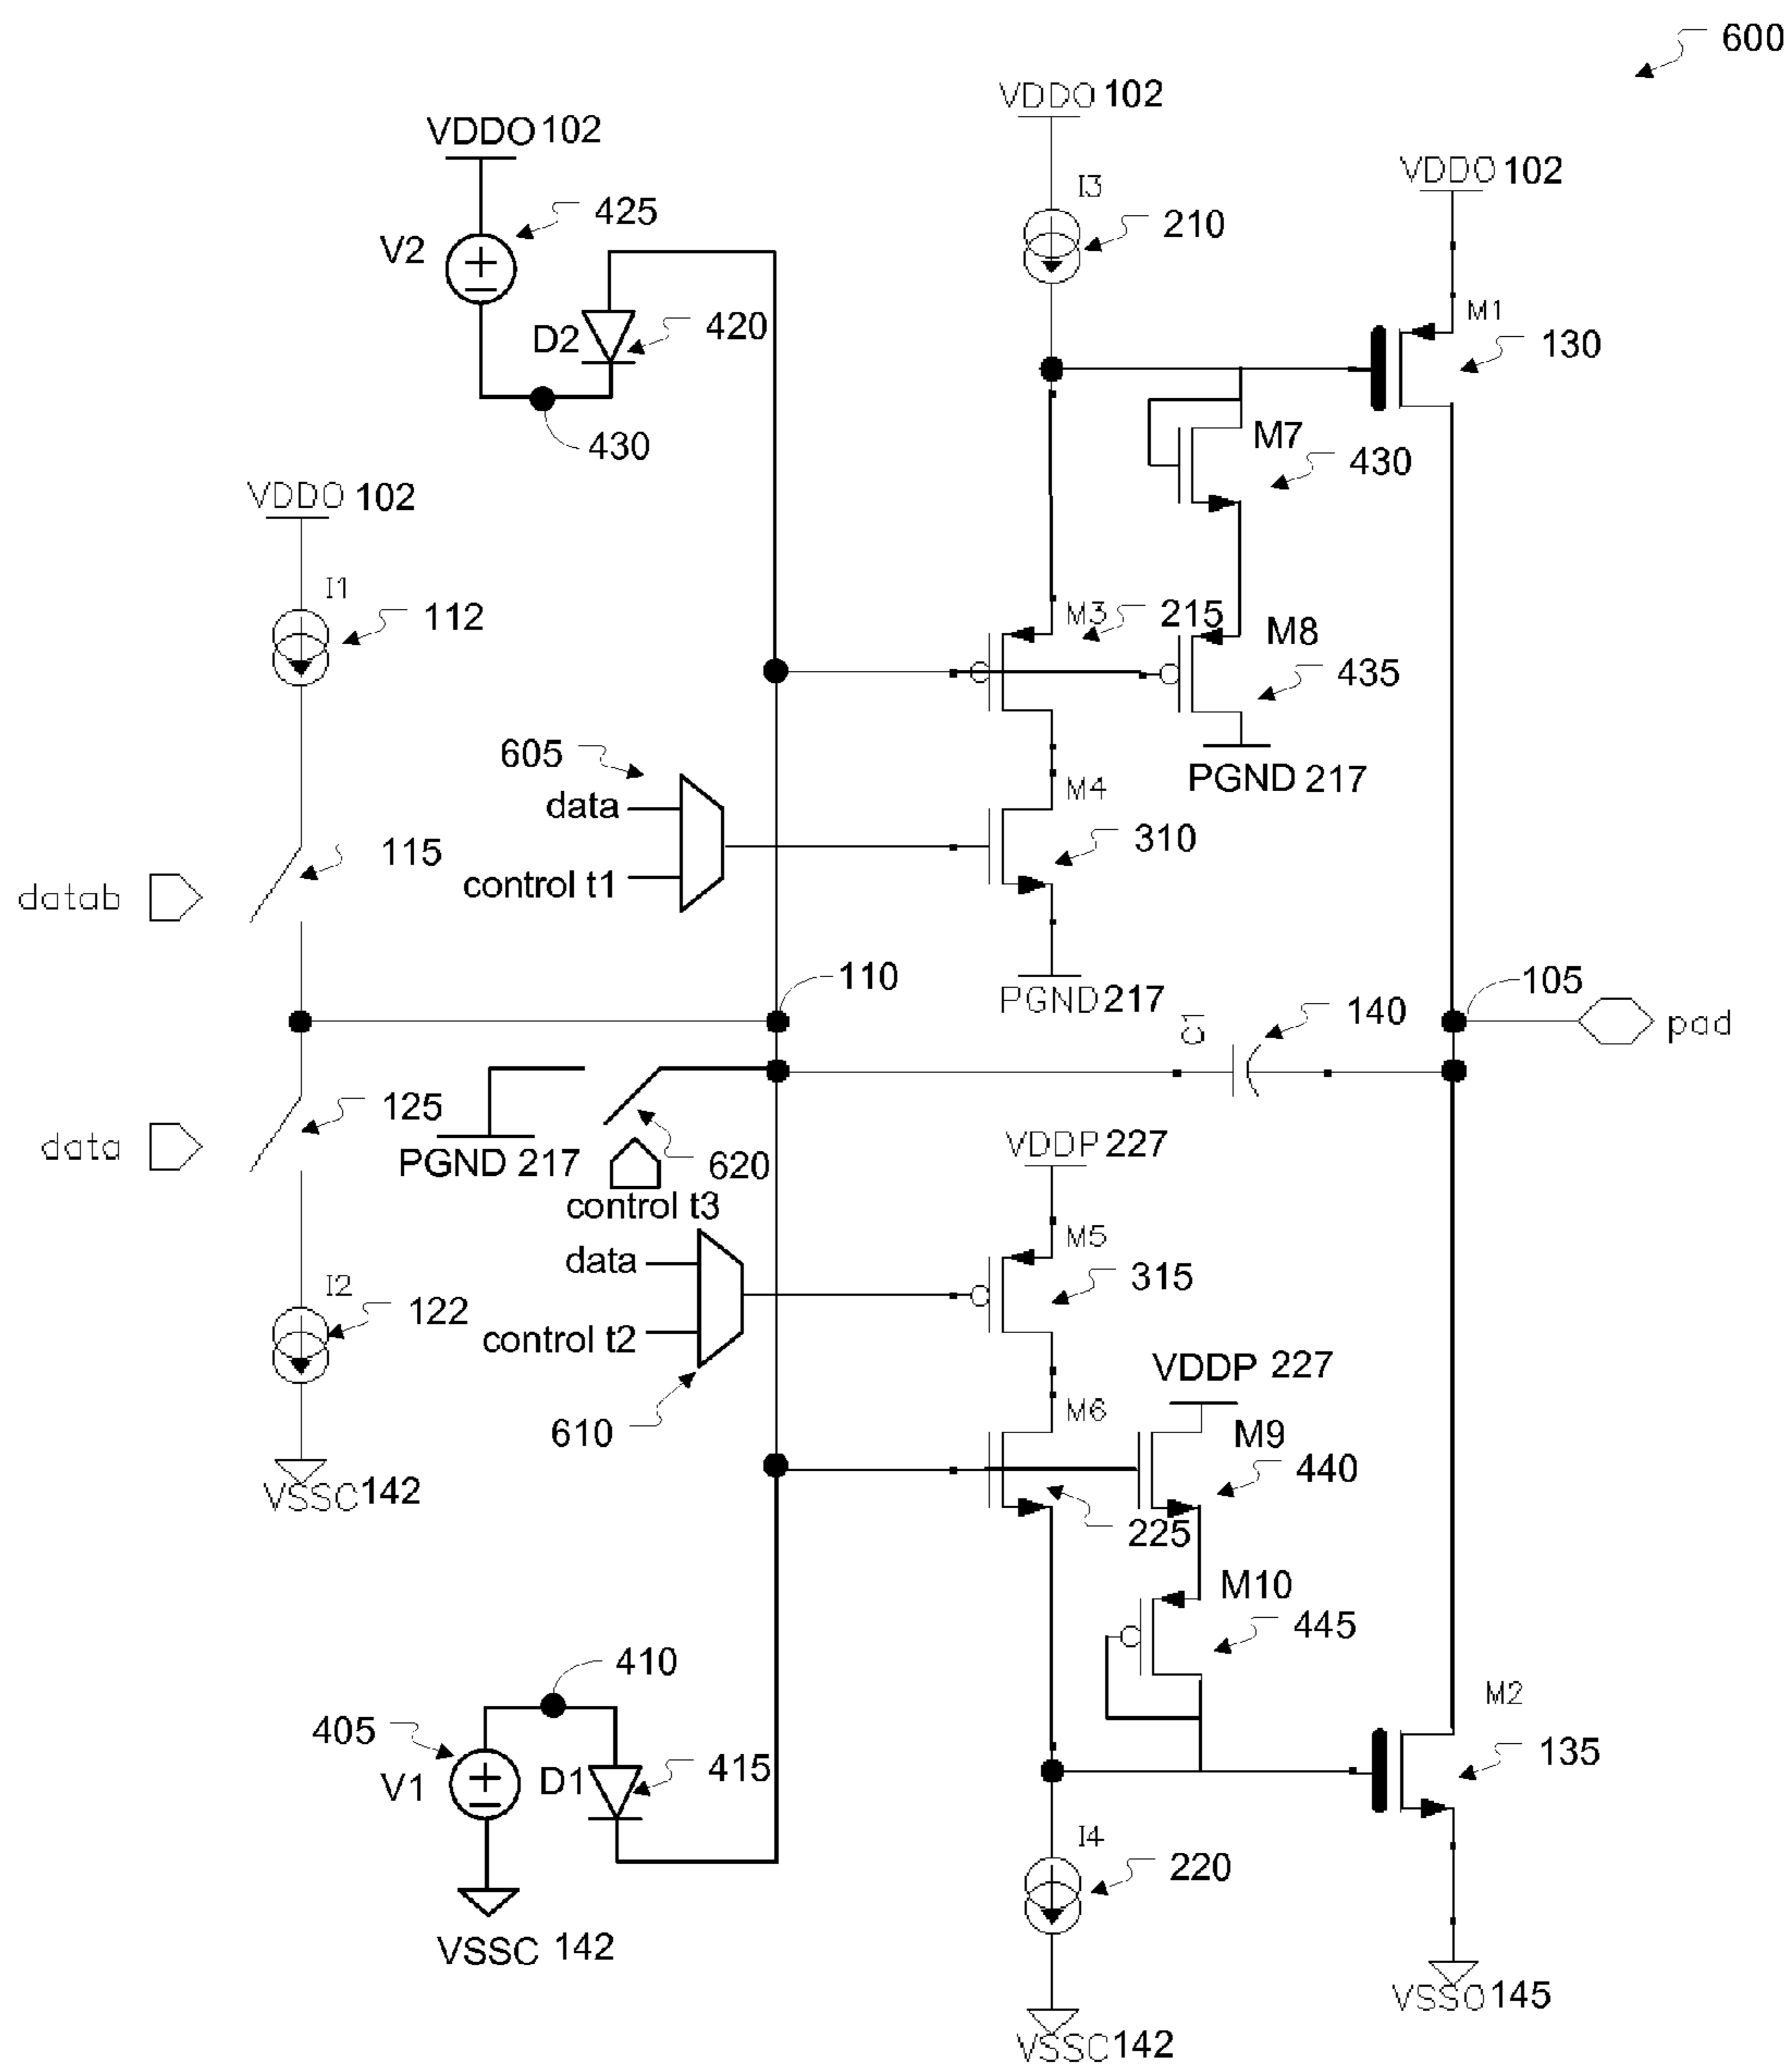 600
VDDO 102
VDDO 102
VDDO 102
I3
210
425
V2
M1
130
D2
420
430
M7
430
VDDO 102
I1
112
M3
215
M8
435
605
data
control t1
PGND 217
M4
310
115
datab
110
PGND 217
105
pad
C1
140
125
data
PGND 217
620
control t3
VDDP 227
data
control t2
610
M5
315
I2
122
VSSC 142
VDDP 227
M6
225
M9
440
M10
445
410
405
V1
D1
415
M2
135
I4
220
VSSC 142
VSSO 145
VSSC 142